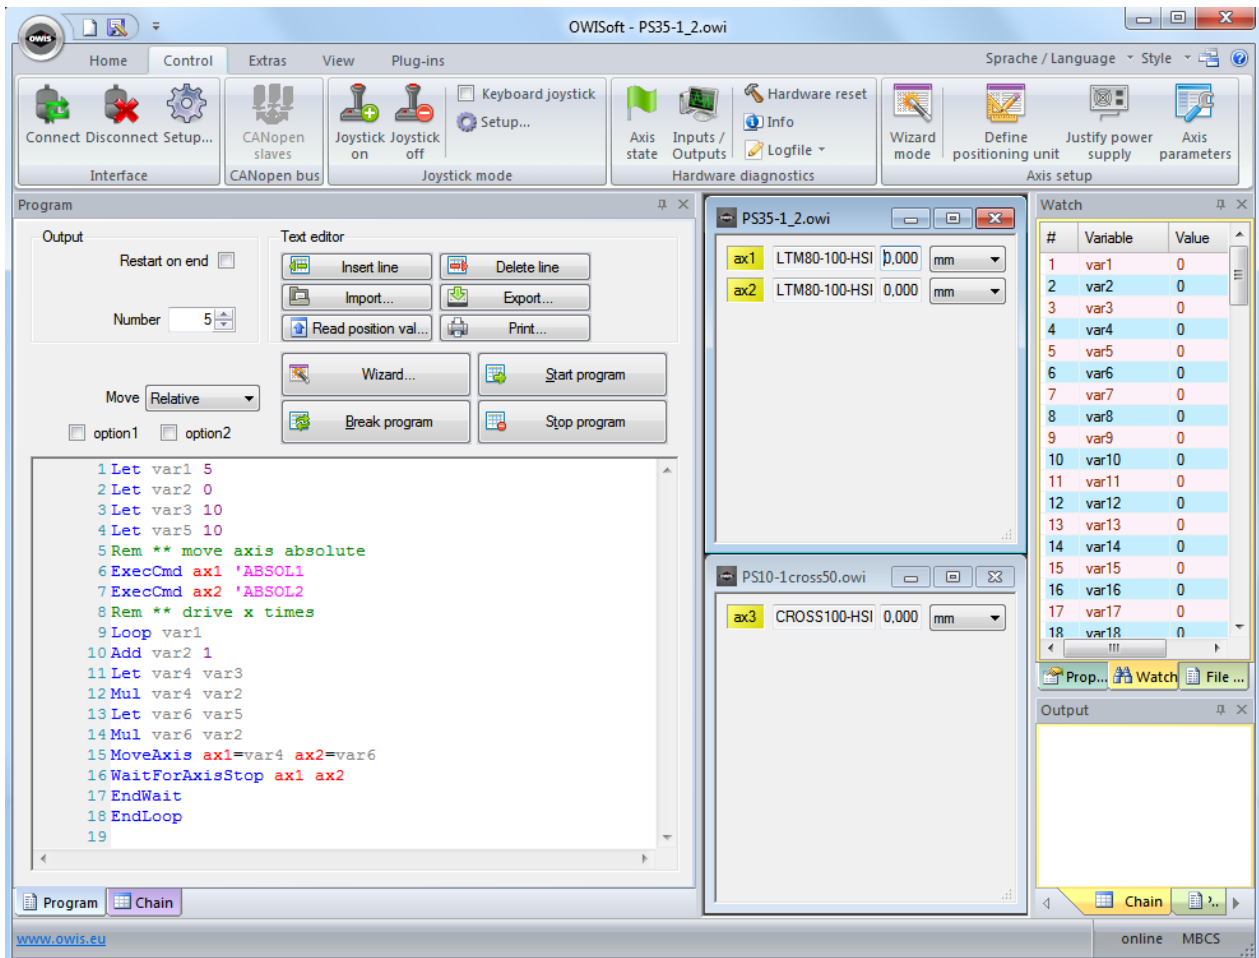 OWIS
OWISoft - PS35-1_2.owi
Home Control Extras View Plug-ins Sprache / Language Style
Connect Disconnect Setup...
Interface
CANopen slaves
CANopen bus
Joystick on Joystick off
Keyboard joystick
Setup...
Joystick mode
Axis state Inputs / Outputs
Hardware reset
Info
Logfile
Hardware diagnostics
Wizard mode Define positioning unit Justify power supply Axis parameters
Axis setup
Program
Output
Restart on end
Number 5
Text editor
Insert line Delete line
Import... Export...
Read position val... Print...
Wizard... Start program
Move Relative
Break program Stop program
option1 option2
1 Let var1 5
2 Let var2 0
3 Let var3 10
4 Let var5 10
5 Rem ** move axis absolute
6 ExecCmd ax1 'ABSOL1
7 ExecCmd ax2 'ABSOL2
8 Rem ** drive x times
9 Loop var1
10 Add var2 1
11 Let var4 var3
12 Mul var4 var2
13 Let var6 var5
14 Mul var6 var2
15 MoveAxis ax1=var4 ax2=var6
16 WaitForAxisStop ax1 ax2
17 EndWait
18 EndLoop
19
Program Chain
PS35-1_2.owi
ax1 LTM80-100-HSI 0,000 mm
ax2 LTM80-100-HSI 0,000 mm
PS10-1cross50.owi
ax3 CROSS100-HSI 0,000 mm
Watch
# Variable Value
1 var1 0
2 var2 0
3 var3 0
4 var4 0
5 var5 0
6 var6 0
7 var7 0
8 var8 0
9 var9 0
10 var10 0
11 var11 0
12 var12 0
13 var13 0
14 var14 0
15 var15 0
16 var16 0
17 var17 0
18 var18 0
Prop... Watch File ...
Output
Chain
www.owis.eu
online MBCS